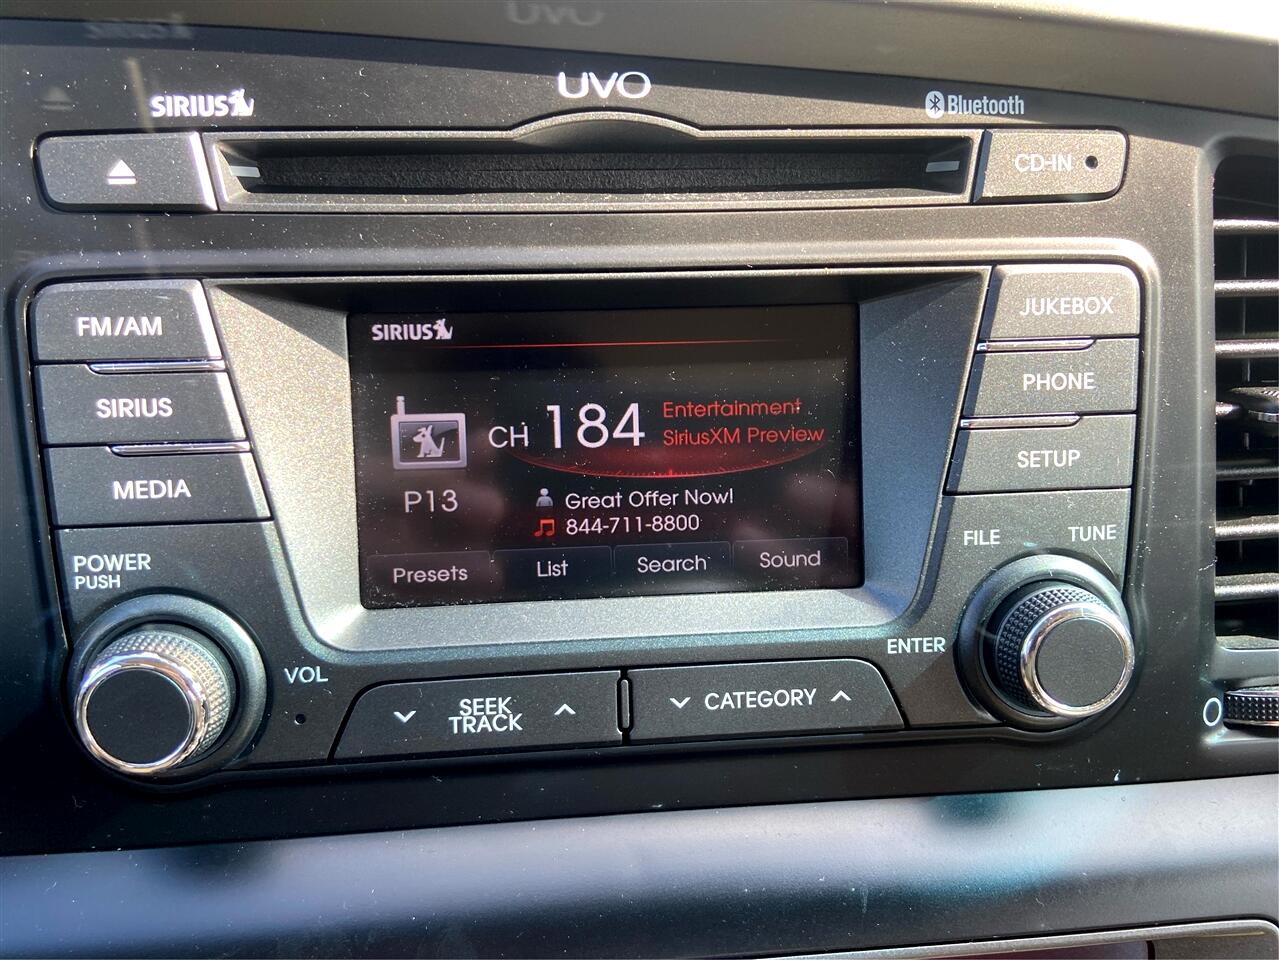 UVO
SIRIUS
Bluetooth
CD-IN
FM/AM
SIRIUS
MEDIA
POWER
PUSH
VOL
SIRIUS
CH 184
Entertainment
SiriusXM Preview
P13
Great Offer Now!
844-711-8800
Presets
List
Search
Sound
JUKEBOX
PHONE
SETUP
FILE
TUNE
ENTER
SEEK
TRACK
CATEGORY
O